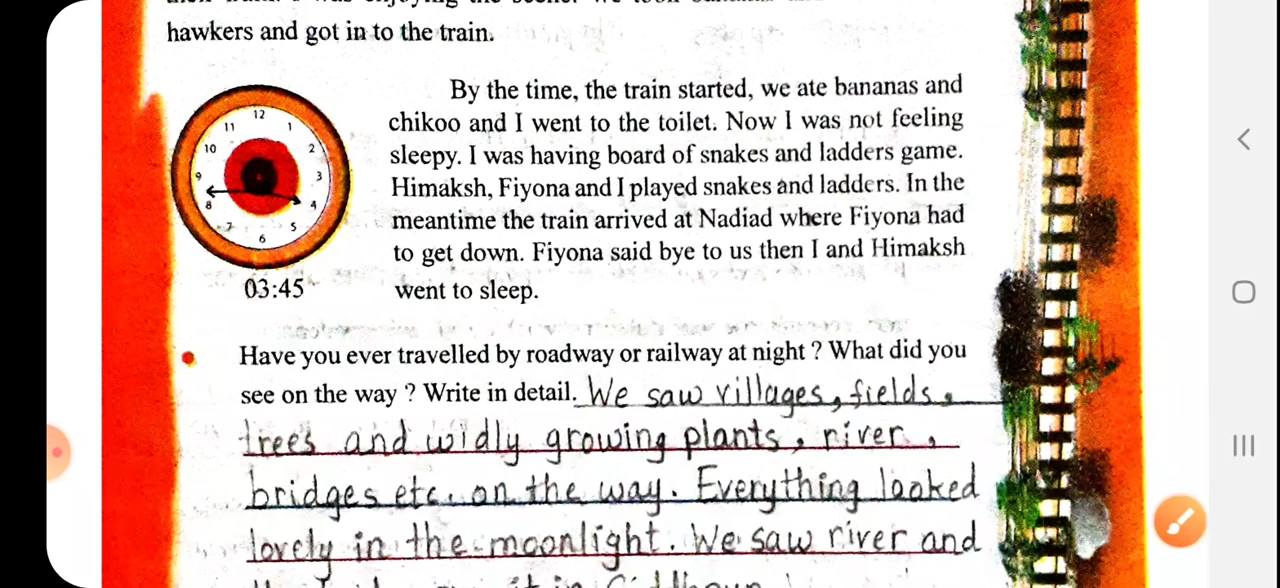 hawkers and got in to the train.
12
11 1
10 2
9 3
8 4
7 5
6
03:45
By the time, the train started, we ate bananas and
chikoo and I went to the toilet. Now I was not feeling
sleepy. I was having board of snakes and ladders game.
Himaksh, Fiyona and I played snakes and ladders. In the
meantime the train arrived at Nadiad where Fiyona had
to get down. Fiyona said bye to us then I and Himaksh
went to sleep.
Have you ever travelled by roadway or railway at night ? What did you
see on the way ? Write in detail. We saw villages, fields,
trees and widly growing plants, river,
bridges etc. on the way. Everything looked
lovely in the moonlight. We saw river and